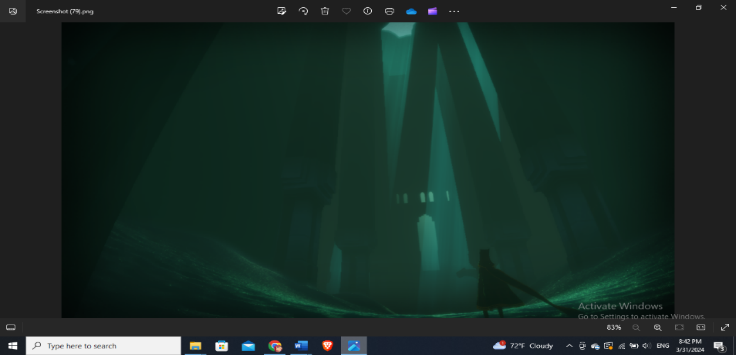 Screenshot (79).png
Activate Windows
Go to Settings to activate Windows.
83%
Type here to search
72°F Cloudy
ENG
8:42 PM
3/31/2024
5